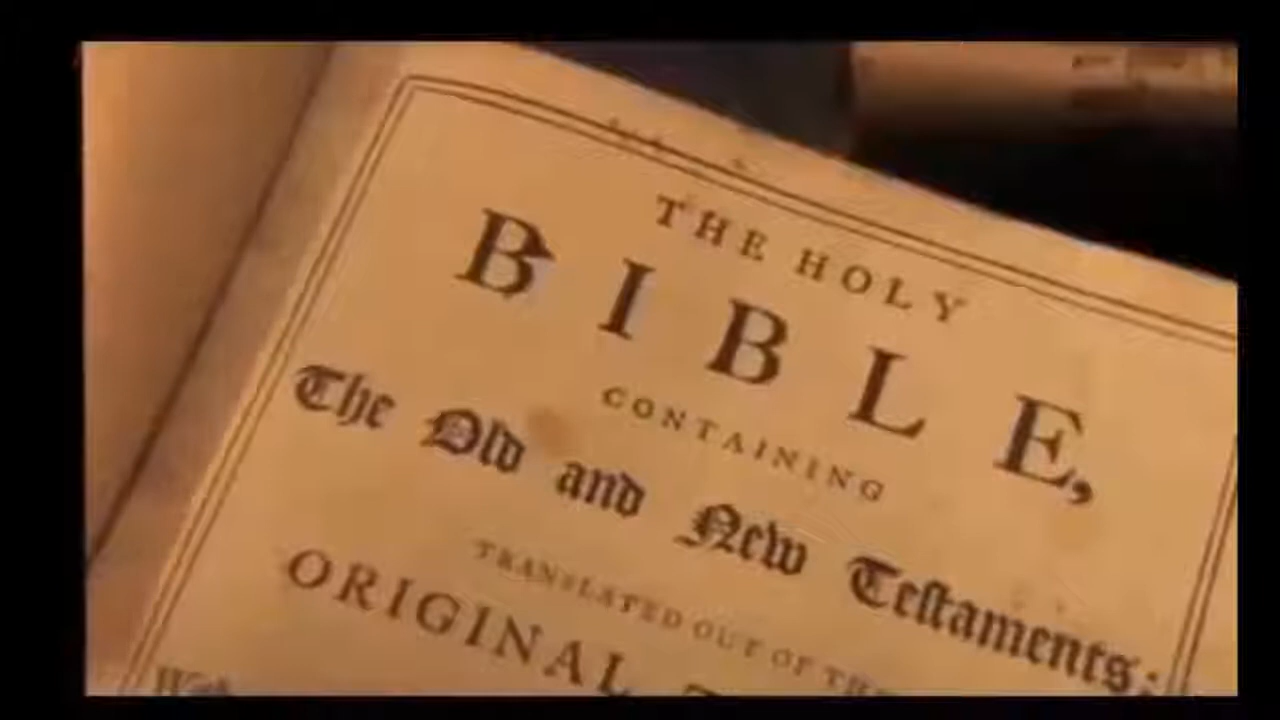 THE HOLY
BIBLE,
CONTAINING
The Old and New Testaments:
TRANSLATED OUT OF THE
ORIGINAL